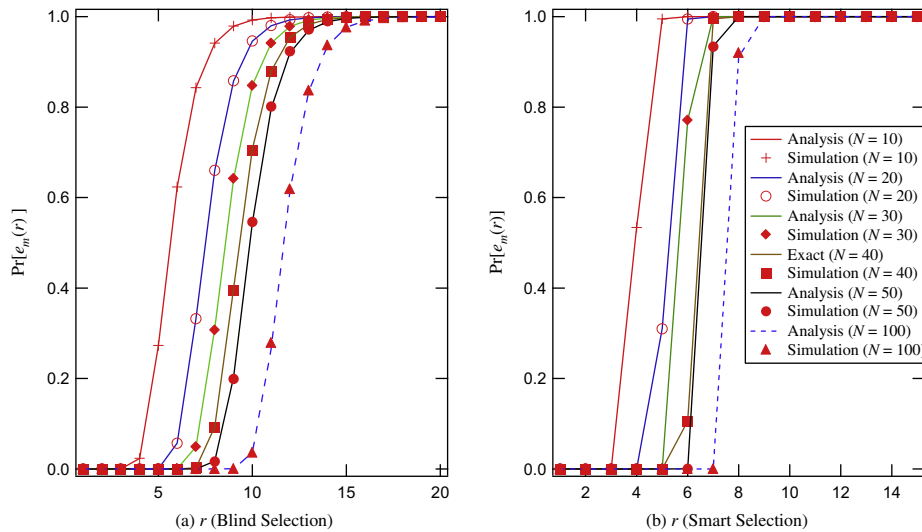 1.0
0.8
0.6
0.4
0.2
0.0
Pr[e_m(r) ]
5
10
15
20
(a) r (Blind Selection)
1.0
0.8
0.6
0.4
0.2
0.0
Pr[e_m(r)]
2
4
6
8
10
12
14
(b) r (Smart Selection)
Analysis (N = 10)
Simulation (N = 10)
Analysis (N = 20)
Simulation (N = 20)
Analysis (N = 30)
Simulation (N = 30)
Exact (N = 40)
Simulation (N = 40)
Analysis (N = 50)
Simulation (N = 50)
Analysis (N = 100)
Simulation (N = 100)